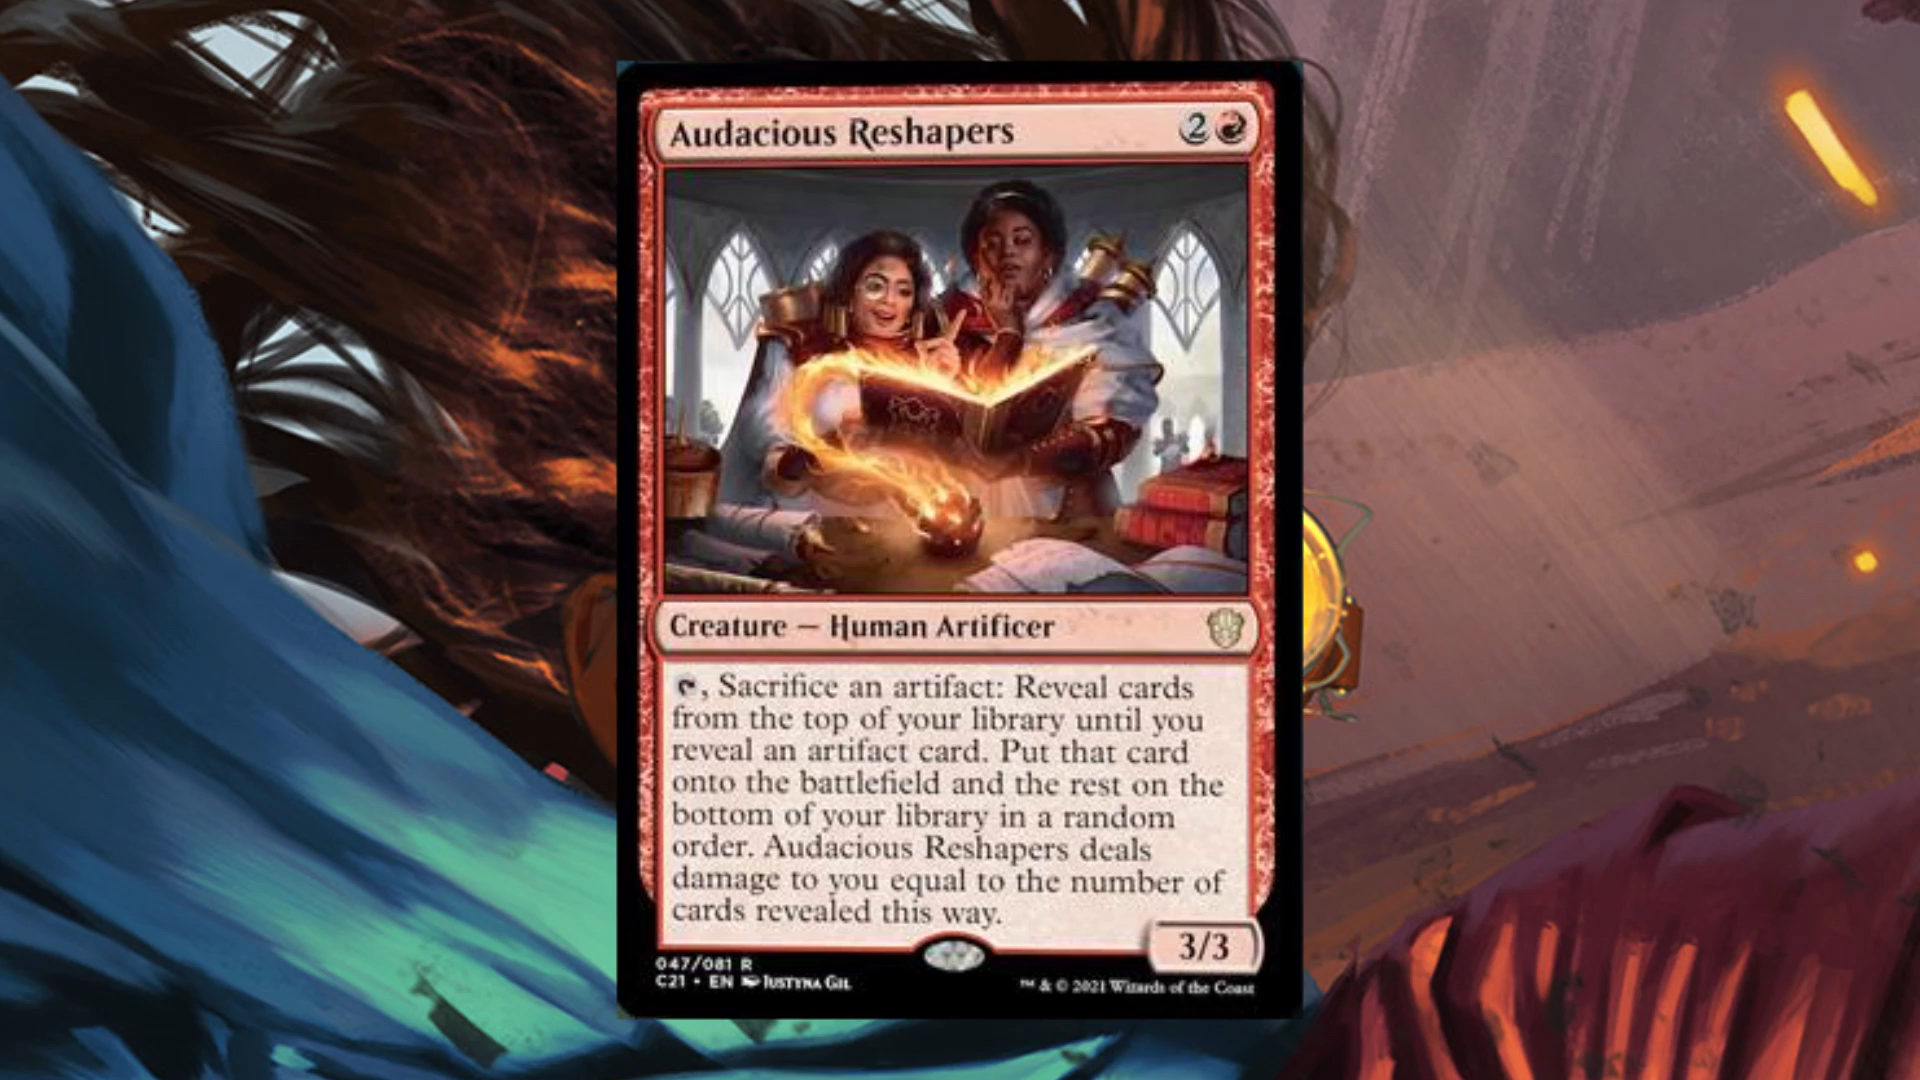 Audacious Reshapers 2
Creature — Human Artificer
, Sacrifice an artifact: Reveal cards
from the top of your library until you
reveal an artifact card. Put that card
onto the battlefield and the rest on the
bottom of your library in a random
order. Audacious Reshapers deals
damage to you equal to the number of
cards revealed this way.
3/3
047/081 R
C21 • EN Justyna Gil
™ & © 2021 Wizards of the Coast